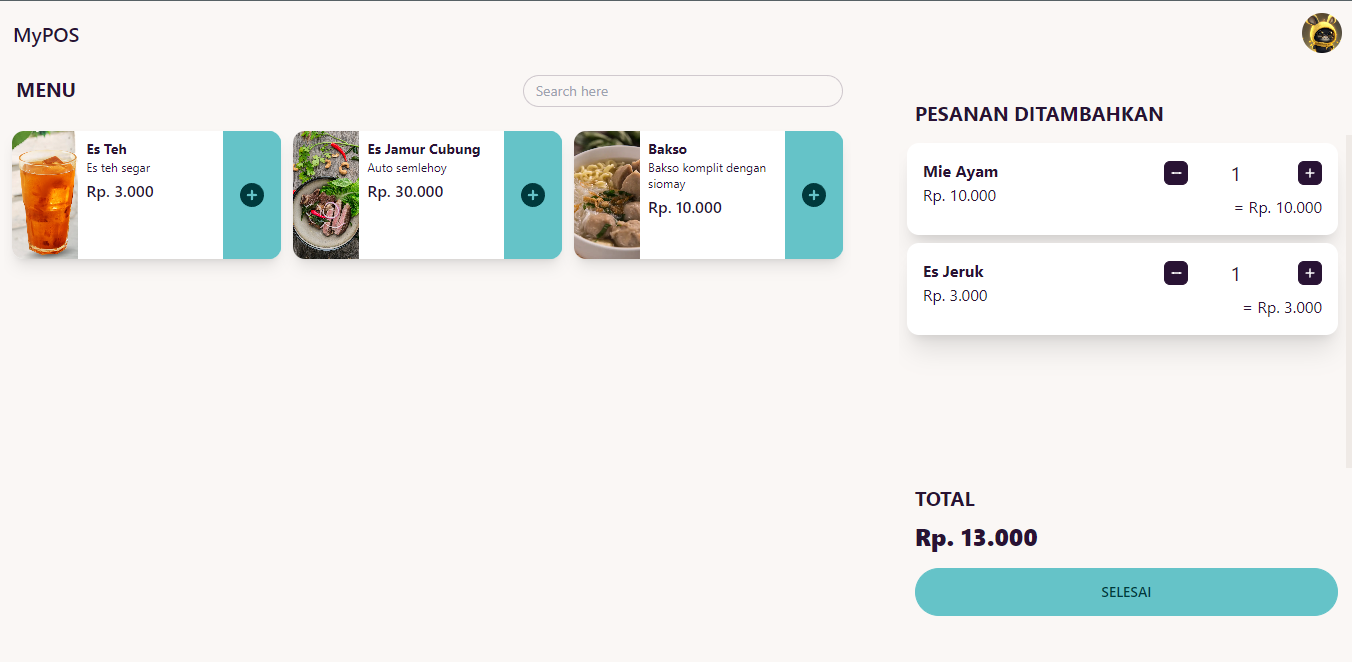 MyPOS
MENU
Search here
Es Teh
Es teh segar
Rp. 3.000
Es Jamur Cubung
Auto semlehoy
Rp. 30.000
Bakso
Bakso komplit dengan
siomay
Rp. 10.000
PESANAN DITAMBAHKAN
Mie Ayam
1
Rp. 10.000
= Rp. 10.000
Es Jeruk
1
Rp. 3.000
= Rp. 3.000
TOTAL
Rp. 13.000
SELESAI